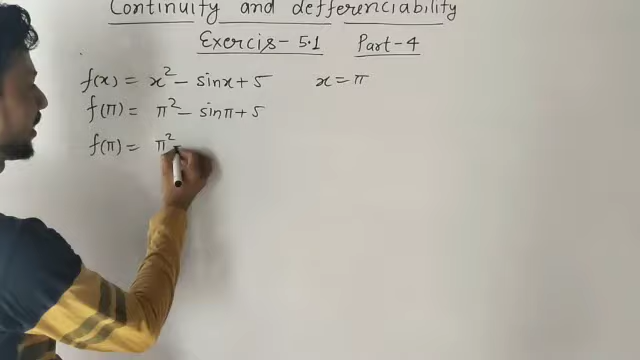 Continuity and defferenciability
Exercis-5.1 Part-4
f(x) = x² - sinx + 5 x = π
f(π) = π² - sinπ + 5
f(π) = π² -